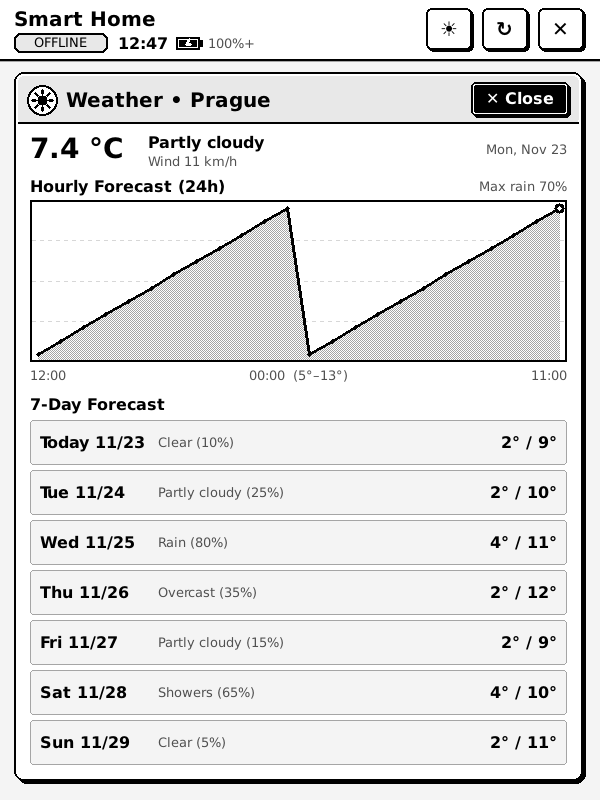 Smart Home
OFFLINE 12:47 100%+
☀ ↻ ✕
Weather • Prague
✕ Close
7.4 °C
Partly cloudy
Wind 11 km/h
Mon, Nov 23
Hourly Forecast (24h)
Max rain 70%
12:00 00:00 (5°–13°) 11:00
7-Day Forecast
Today 11/23 Clear (10%) 2° / 9°
Tue 11/24 Partly cloudy (25%) 2° / 10°
Wed 11/25 Rain (80%) 4° / 11°
Thu 11/26 Overcast (35%) 2° / 12°
Fri 11/27 Partly cloudy (15%) 2° / 9°
Sat 11/28 Showers (65%) 4° / 10°
Sun 11/29 Clear (5%) 2° / 11°